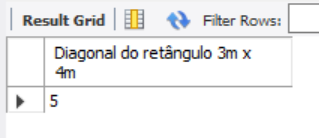 Result Grid Filter Rows:
Diagonal do retângulo 3m x
4m
5